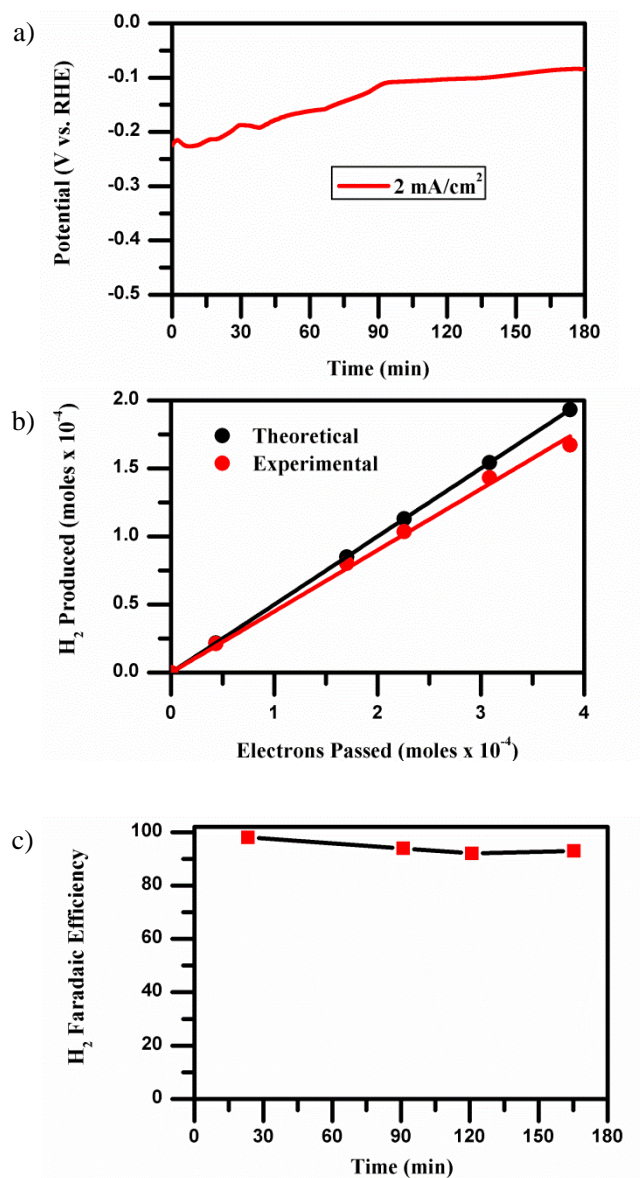 a)
0.0
-0.1
-0.2
-0.3
-0.4
-0.5
Potential (V vs. RHE)
2 mA/cm²
0 30 60 90 120 150 180
Time (min)
b)
2.0
1.5
1.0
0.5
0.0
H₂ Produced (moles x 10⁻⁴)
Theoretical
Experimental
0 1 2 3 4
Electrons Passed (moles x 10⁻⁴)
c)
100
80
60
40
20
0
H₂ Faradaic Efficiency
0 30 60 90 120 150 180
Time (min)